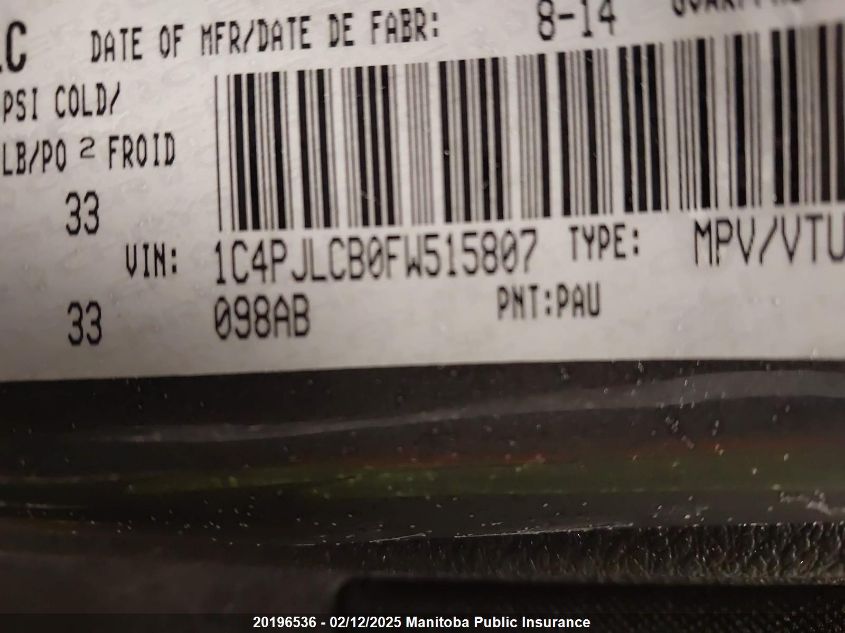 LC
DATE OF MFR/DATE DE FABR: 8-14
PSI COLD/
LB/PO 2 FROID
33
VIN: 1C4PJLCB0FW515807 TYPE: MPV/VTU
33
098AB PNT:PAU
20196536 - 02/12/2025 Manitoba Public Insurance